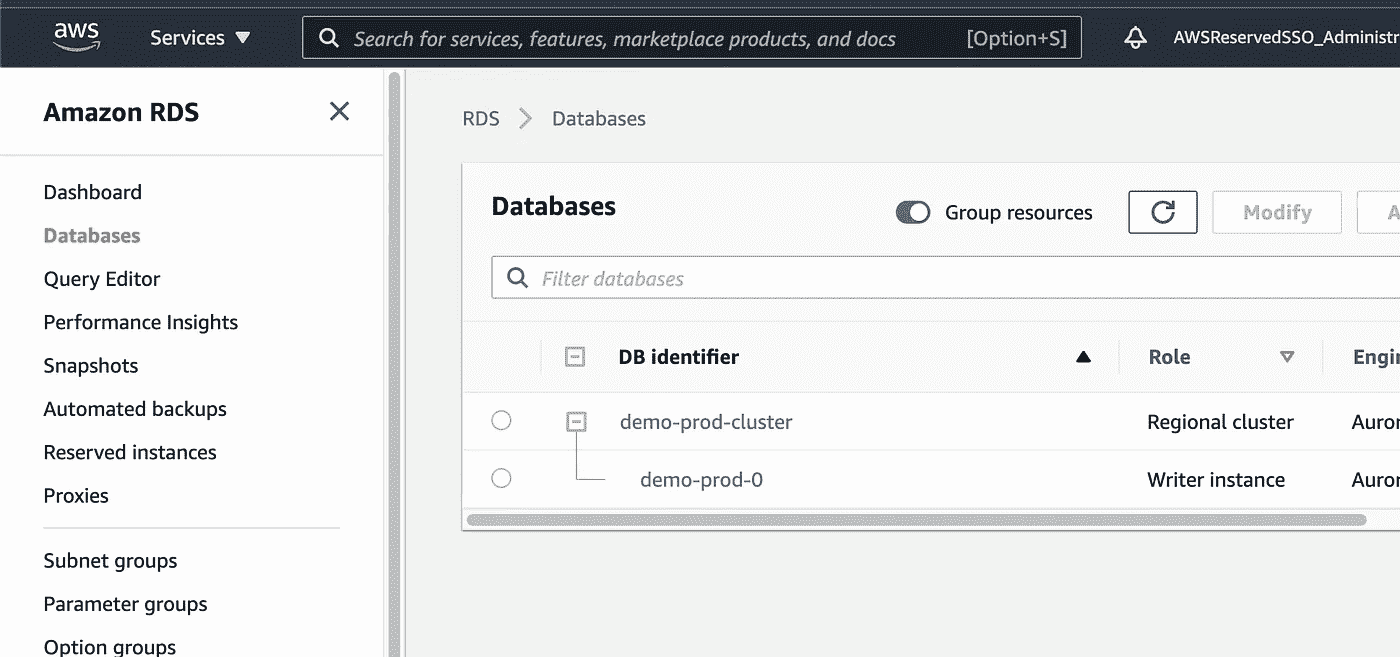 aws Services Search for services, features, marketplace products, and docs [Option+S] AWSReservedSSO_Administr
Amazon RDS
Dashboard
Databases
Query Editor
Performance Insights
Snapshots
Automated backups
Reserved instances
Proxies
Subnet groups
Parameter groups
Option groups
RDS Databases
Databases Group resources Modify A
Filter databases
DB identifier Role Engin
demo-prod-cluster Regional cluster Auror
demo-prod-0 Writer instance Auror